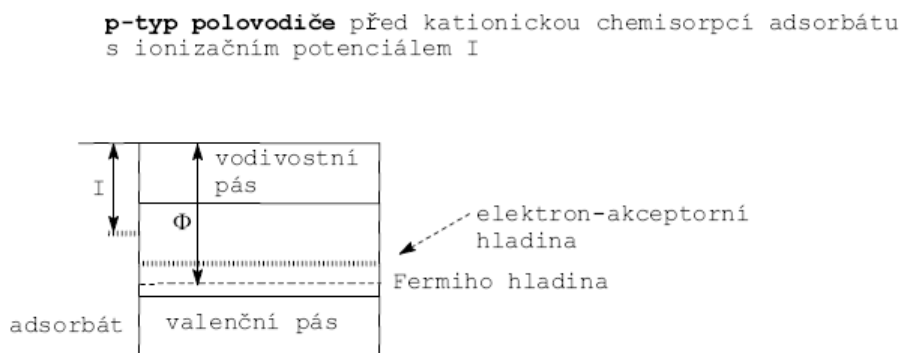 p-typ polovodiče před kationickou chemisorpcí adsorbátu
s ionizačním potenciálem I
vodivostní
pás
I
Φ
elektron-akceptorní
hladina
Fermiho hladina
adsorbát
valenční pás